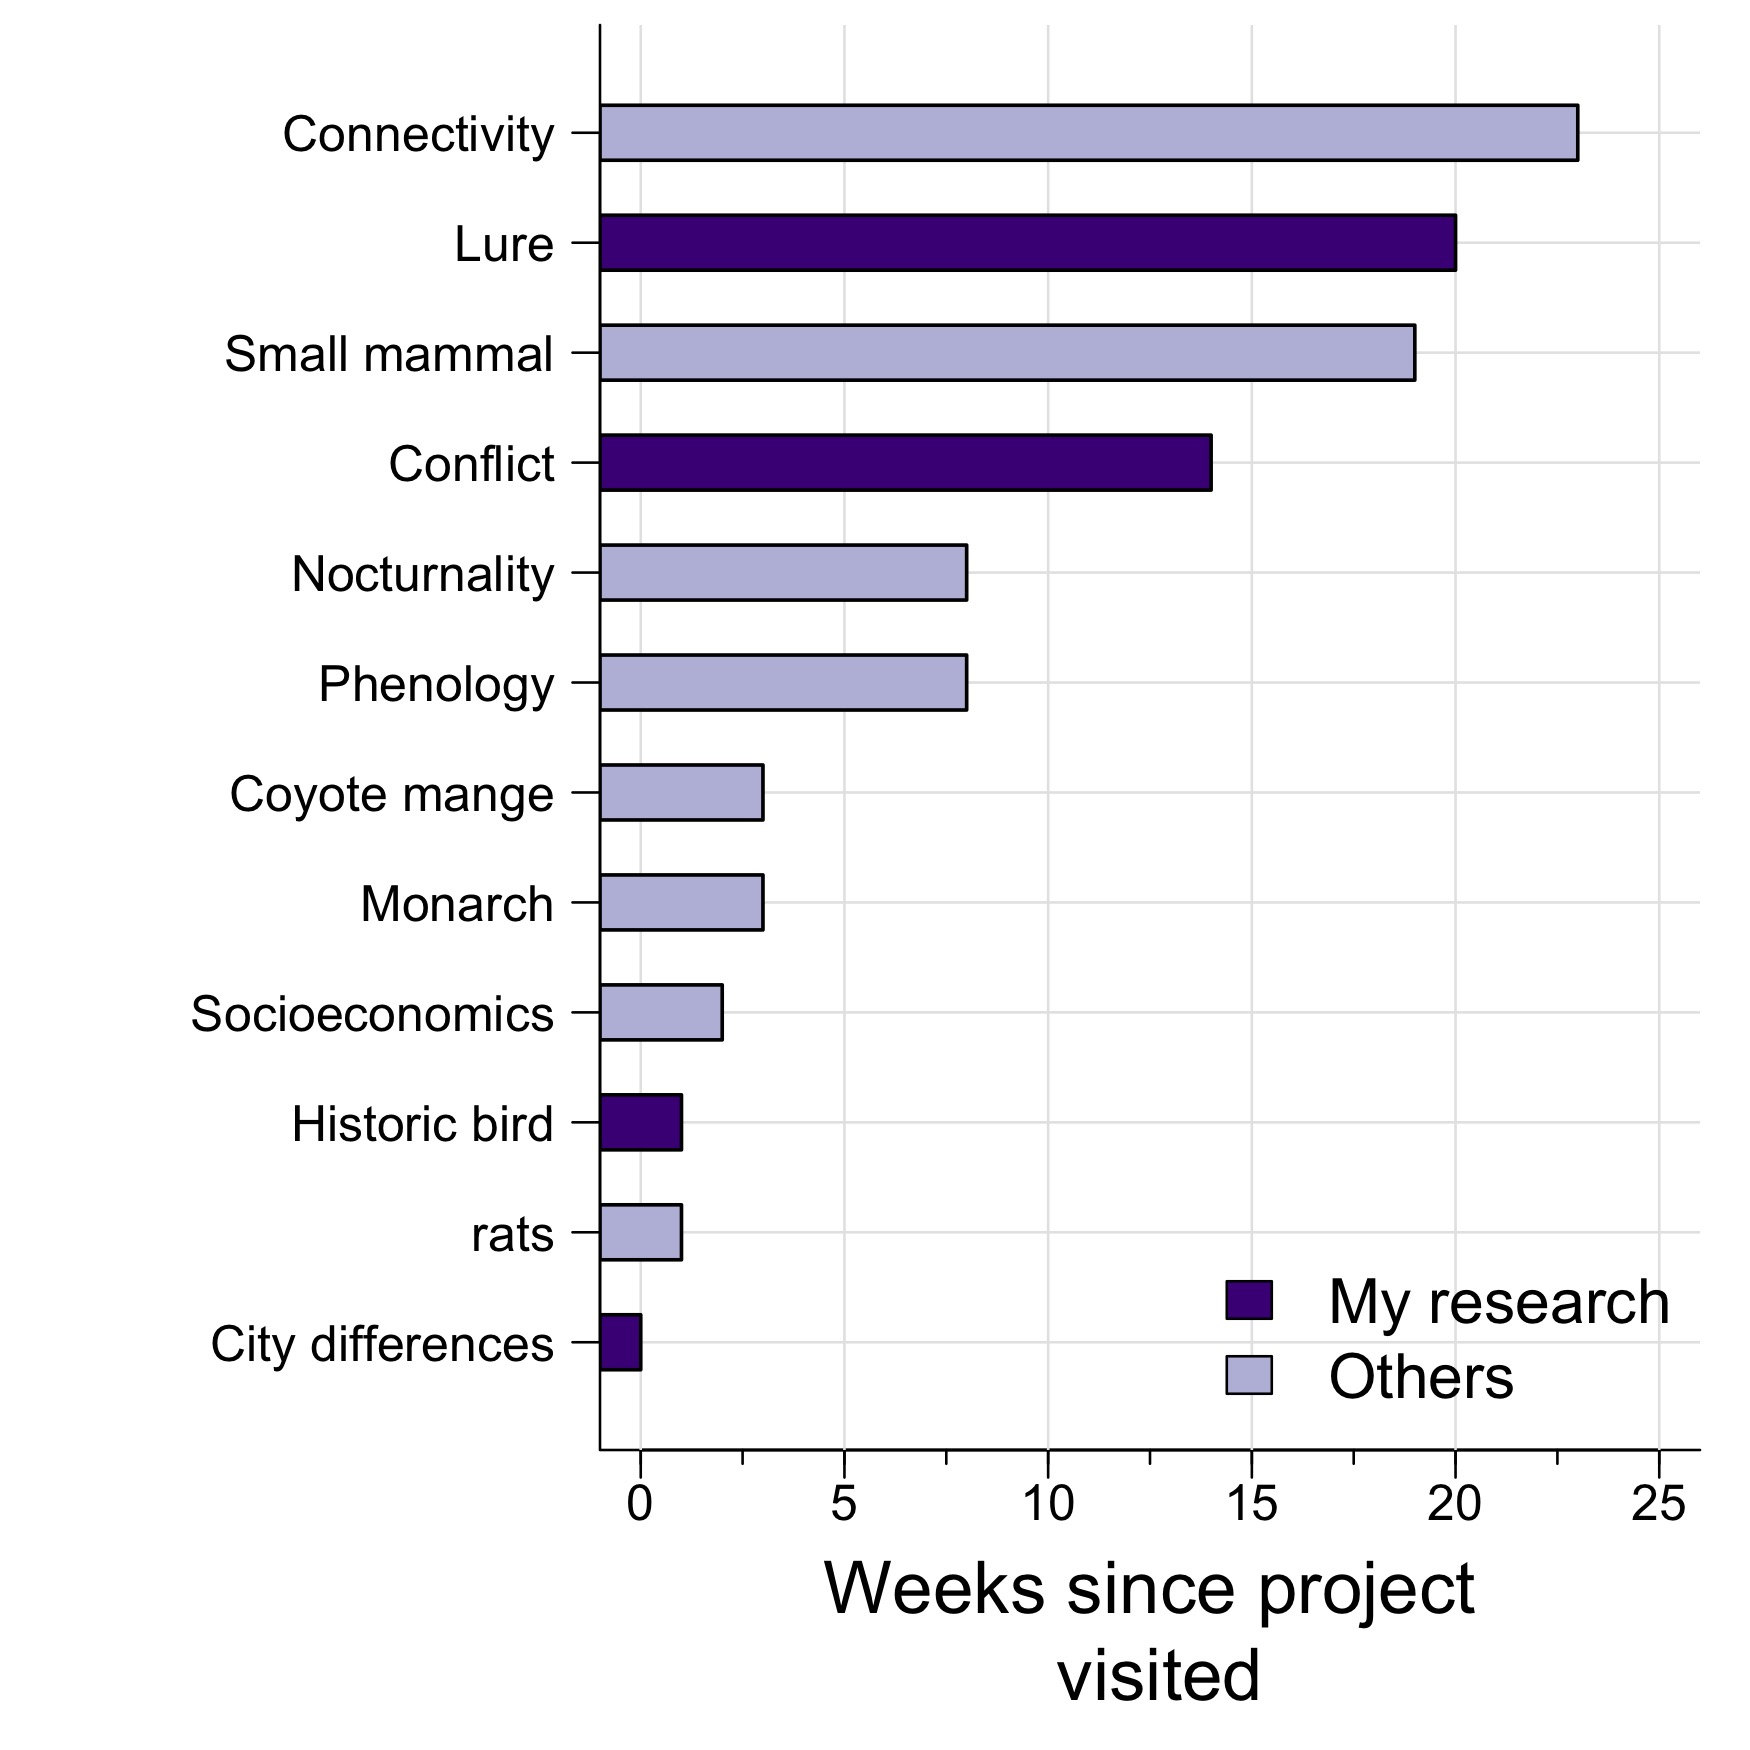 Connectivity
Lure
Small mammal
Conflict
Nocturnality
Phenology
Coyote mange
Monarch
Socioeconomics
Historic bird
rats
City differences
My research
Others
0 5 10 15 20 25
Weeks since project
visited